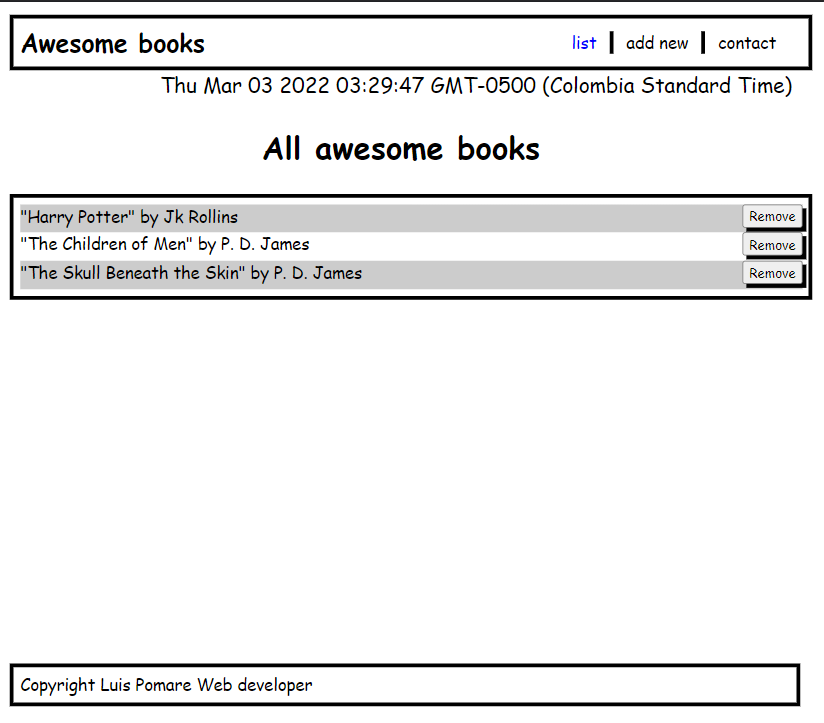 Awesome books list add new contact
Thu Mar 03 2022 03:29:47 GMT-0500 (Colombia Standard Time)
All awesome books
"Harry Potter" by Jk Rollins Remove
"The Children of Men" by P. D. James Remove
"The Skull Beneath the Skin" by P. D. James Remove
Copyright Luis Pomare Web developer